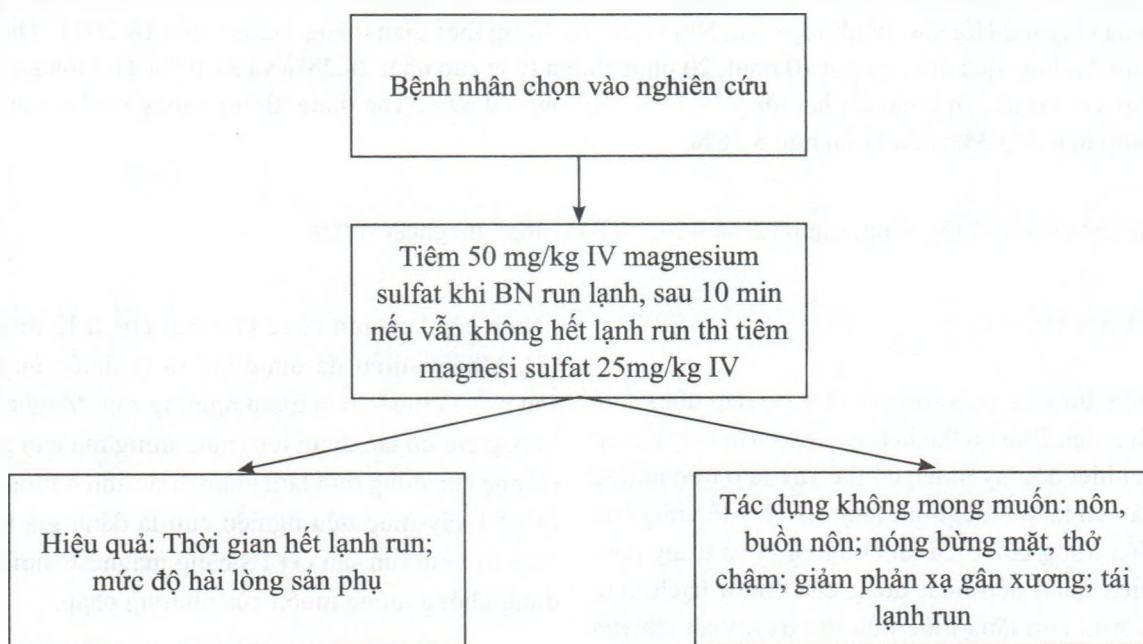 Bệnh nhân chọn vào nghiên cứu
Tiêm 50 mg/kg IV magnesium
sulfat khi BN run lạnh, sau 10 min
nếu vẫn không hết lạnh run thì tiêm
magnesi sulfat 25mg/kg IV
Hiệu quả: Thời gian hết lạnh run;
mức độ hài lòng sản phụ
Tác dụng không mong muốn: nôn,
buồn nôn; nóng bừng mặt, thở
chậm; giảm phản xạ gân xương; tái
lạnh run